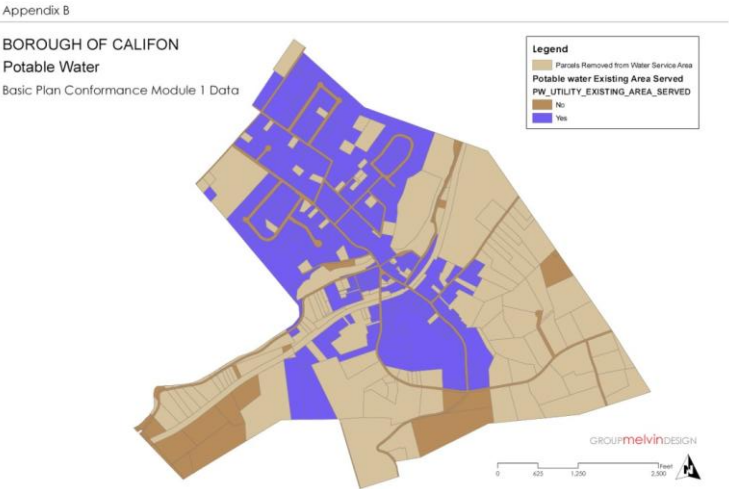 Appendix B
BOROUGH OF CALIFON
Potable Water
Basic Plan Conformance Module 1 Data
Legend
Parcels Removed from Water Service Area
Potable water Existing Area Served
PW_UTILITY_EXISTING_AREA_SERVED
No
Yes
GROUPmelvinDESIGN
Feet
0 625 1,250 2,500
N